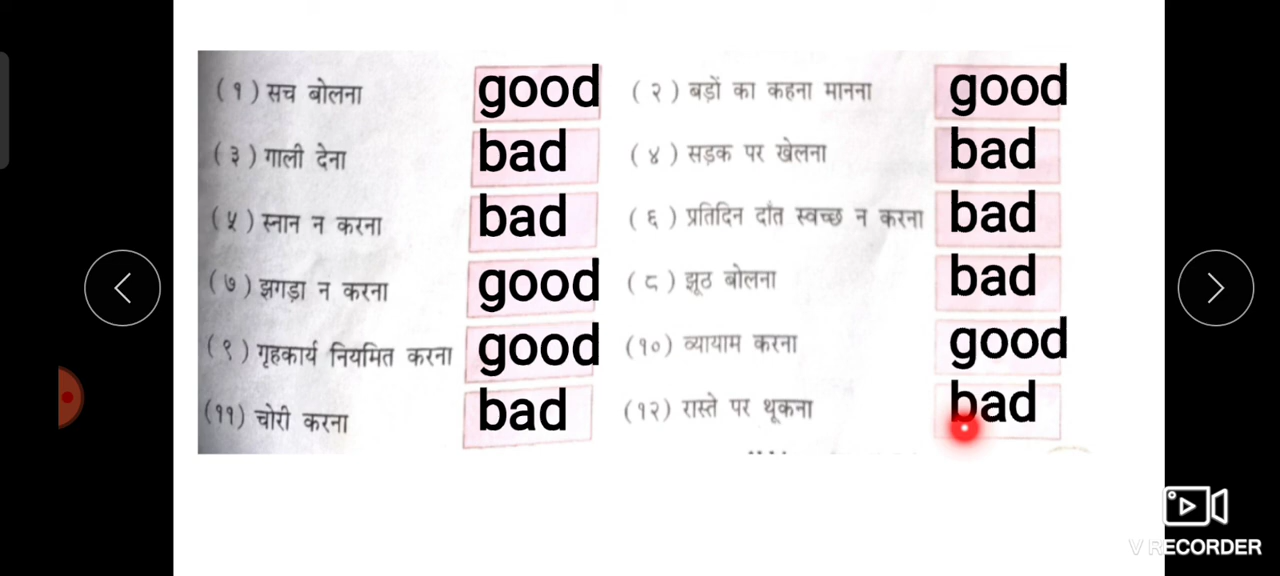 (१) सच बोलना good (२) बड़ों का कहना मानना good
(३) गाली देना bad (४) सड़क पर खेलना bad
(५) स्नान न करना bad (६) प्रतिदिन दाँत स्वच्छ न करना bad
(७) झगड़ा न करना good (८) झूठ बोलना bad
(९) गृहकार्य नियमित करना good (१०) व्यायाम करना good
(११) चोरी करना bad (१२) रास्ते पर थूकना bad
V RECORDER